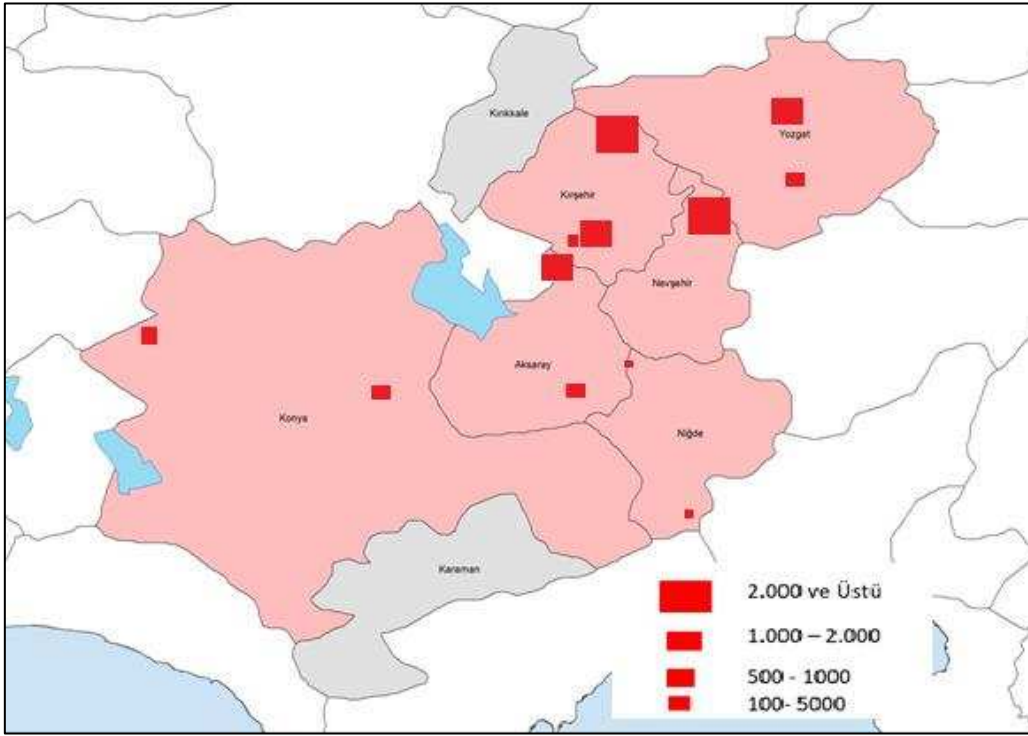 Kırıkkale
Yozgat
Kırşehir
Nevşehir
Aksaray
Konya
Niğde
Karaman
2.000 ve Üstü
1.000 – 2.000
500 - 1000
100- 5000